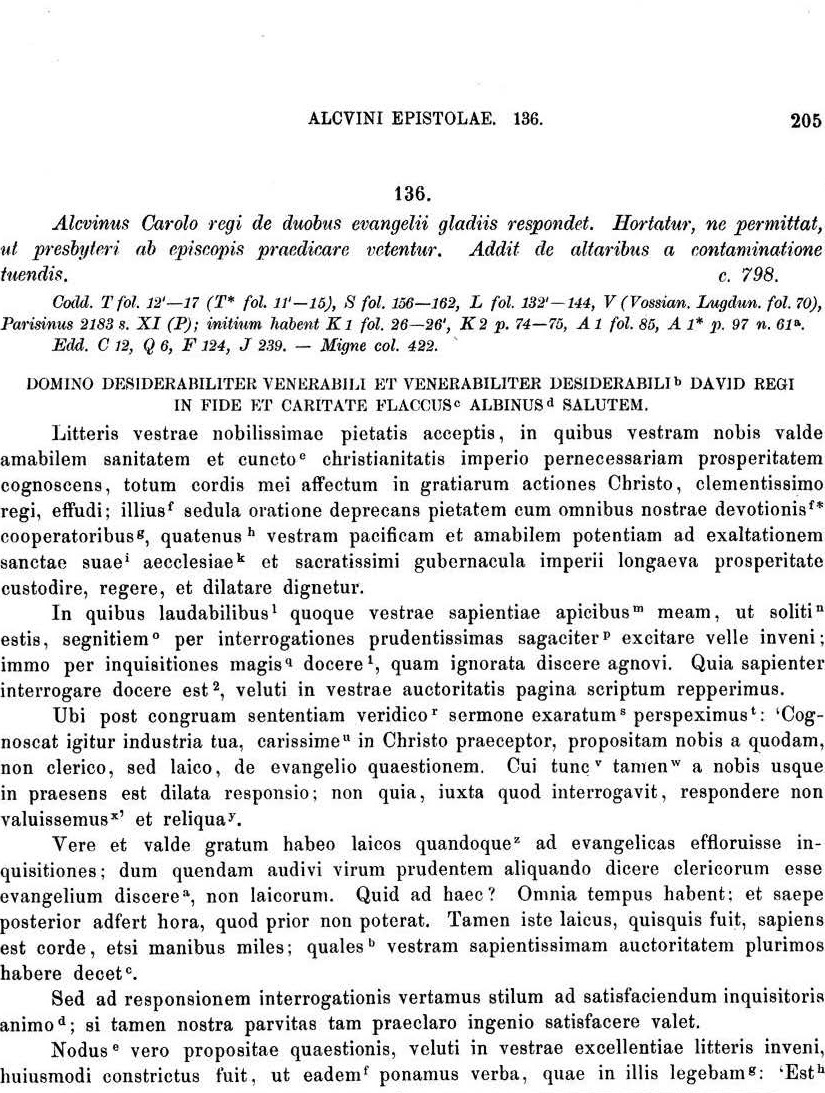 ALCVINI EPISTOLAE. 136. 205
136.
Alcvinus Carolo regi de duobus evangelii gladiis respondet. Hortatur, ne permittat,
ut presbyteri ab episcopis praedicare vetentur. Addit de altaribus a contaminatione
tuendis. c. 798.
Codd. T fol. 12'—17 (T* fol. 11'—15), S fol. 156—162, L fol. 132'—144, V (Vossian. Lugdun. fol. 70),
Parisinus 2183 s. XI (P); initium habent K 1 fol. 26—26', K 2 p. 74—75, A 1 fol. 85, A 1* p. 97 n. 61ᵃ.
Edd. C 12, Q 6, F 124, J 239. — Migne col. 422.
DOMINO DESIDERABILITER VENERABILI ET VENERABILITER DESIDERABILI ᵇ DAVID REGI
IN FIDE ET CARITATE FLACCUS ᶜ ALBINUS ᵈ SALUTEM.
Litteris vestrae nobilissimae pietatis acceptis, in quibus vestram nobis valde
amabilem sanitatem et cuncto ᵉ christianitatis imperio pernecessariam prosperitatem
cognoscens, totum cordis mei affectum in gratiarum actiones Christo, clementissimo
regi, effudi; illius ᶠ sedula oratione deprecans pietatem cum omnibus nostrae devotionis ᶠ*
cooperatoribus ᵍ, quatenus ʰ vestram pacificam et amabilem potentiam ad exaltationem
sanctae suae ⁱ aecclesiae ᵏ et sacratissimi gubernacula imperii longaeva prosperitate
custodire, regere, et dilatare dignetur.
In quibus laudabilibus ˡ quoque vestrae sapientiae apicibus ᵐ meam, ut soliti ⁿ
estis, segnitiem ᵒ per interrogationes prudentissimas sagaciter ᵖ excitare velle inveni;
immo per inquisitiones magis q docere ¹, quam ignorata discere agnovi. Quia sapienter
interrogare docere est ², veluti in vestrae auctoritatis pagina scriptum repperimus.
Ubi post congruam sententiam veridico ʳ sermone exaratum ˢ perspeximus ᵗ: ‘Cog-
noscat igitur industria tua, carissime ᵘ in Christo praeceptor, propositam nobis a quodam,
non clerico, sed laico, de evangelio quaestionem. Cui tunc ᵛ tamen ʷ a nobis usque
in praesens est dilata responsio; non quia, iuxta quod interrogavit, respondere non
valuissemus ˣ’ et reliqua ʸ.
Vere et valde gratum habeo laicos quandoque ᶻ ad evangelicas effloruisse in-
quisitiones; dum quendam audivi virum prudentem aliquando dicere clericorum esse
evangelium discere ᵃ, non laicorum. Quid ad haec? Omnia tempus habent; et saepe
posterior adfert hora, quod prior non poterat. Tamen iste laicus, quisquis fuit, sapiens
est corde, etsi manibus miles; quales ᵇ vestram sapientissimam auctoritatem plurimos
habere decet ᶜ.
Sed ad responsionem interrogationis vertamus stilum ad satisfaciendum inquisitoris
animo ᵈ; si tamen nostra parvitas tam praeclaro ingenio satisfacere valet.
Nodus ᵉ vero propositae quaestionis, veluti in vestrae excellentiae litteris inveni,
huiusmodi constrictus fuit, ut eadem ᶠ ponamus verba, quae in illis legebam ᵍ: ‘Est ʰ